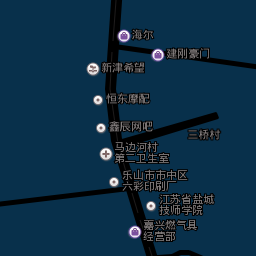 海尔
建刚豪门
新津希望
恒东摩配
鑫辰网吧
三桥村
马边河村
第二卫生室
乐山市市中区
六彩印刷厂
江苏省盐城
技师学院
嘉兴燃气具
经营部